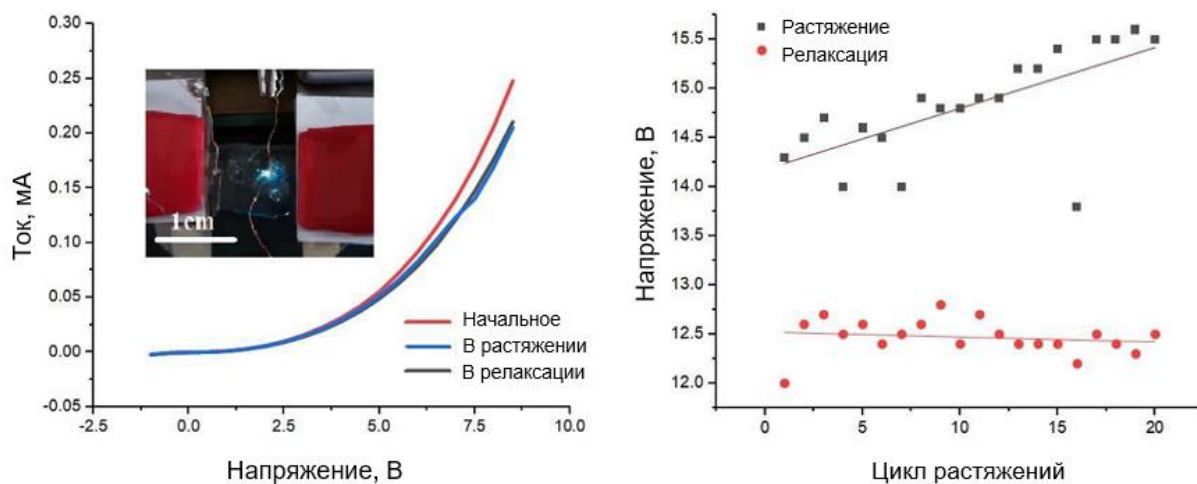 0.30
0.25
0.20
0.15
0.10
0.05
0.00
-0.05
Ток, мА
1cm
Начальное
В растяжении
В релаксации
-2.5 0.0 2.5 5.0 7.5 10.0
Напряжение, В
Растяжение
Релаксация
15.5
15.0
14.5
14.0
13.5
13.0
12.5
12.0
Напряжение, В
0 5 10 15 20
Цикл растяжений